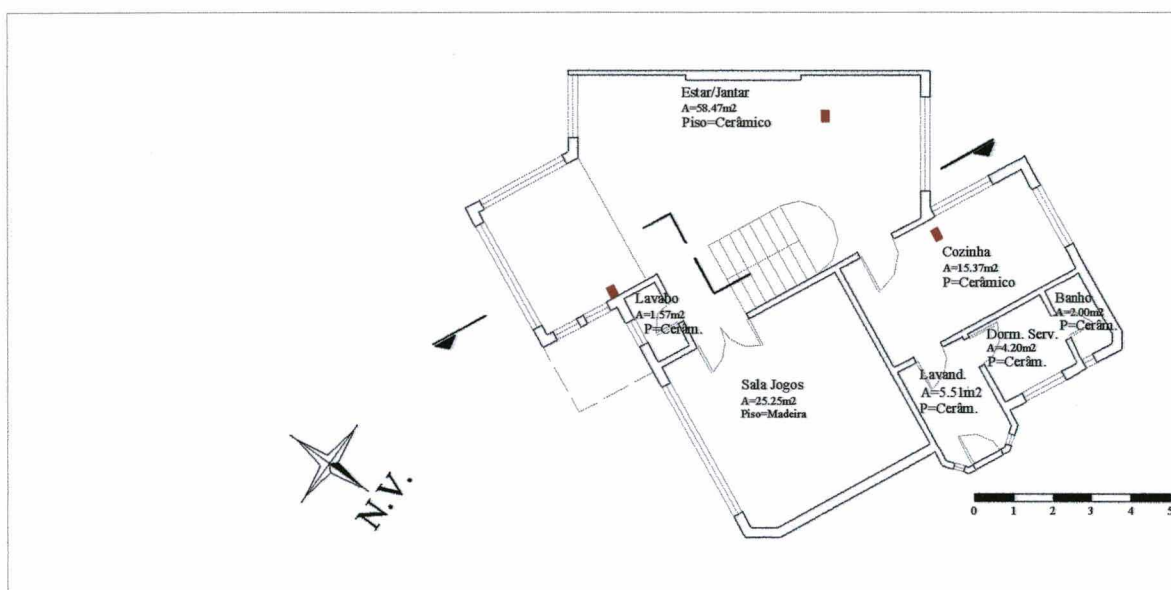 Estar/Jantar
A=58.47m2
Piso=Cerâmico
Cozinha
A=15.37m2
P=Cerâmico
Lavabo
A=1.57m2
P=Cerâm.
Banho
A=2.00m2
P=Cerâm.
Dorm. Serv.
A=4.20m2
P=Cerâm.
Lavand.
A=5.51m2
P=Cerâm.
Sala Jogos
A=25.25m2
Piso=Madeira
N.V.
0 1 2 3 4 5